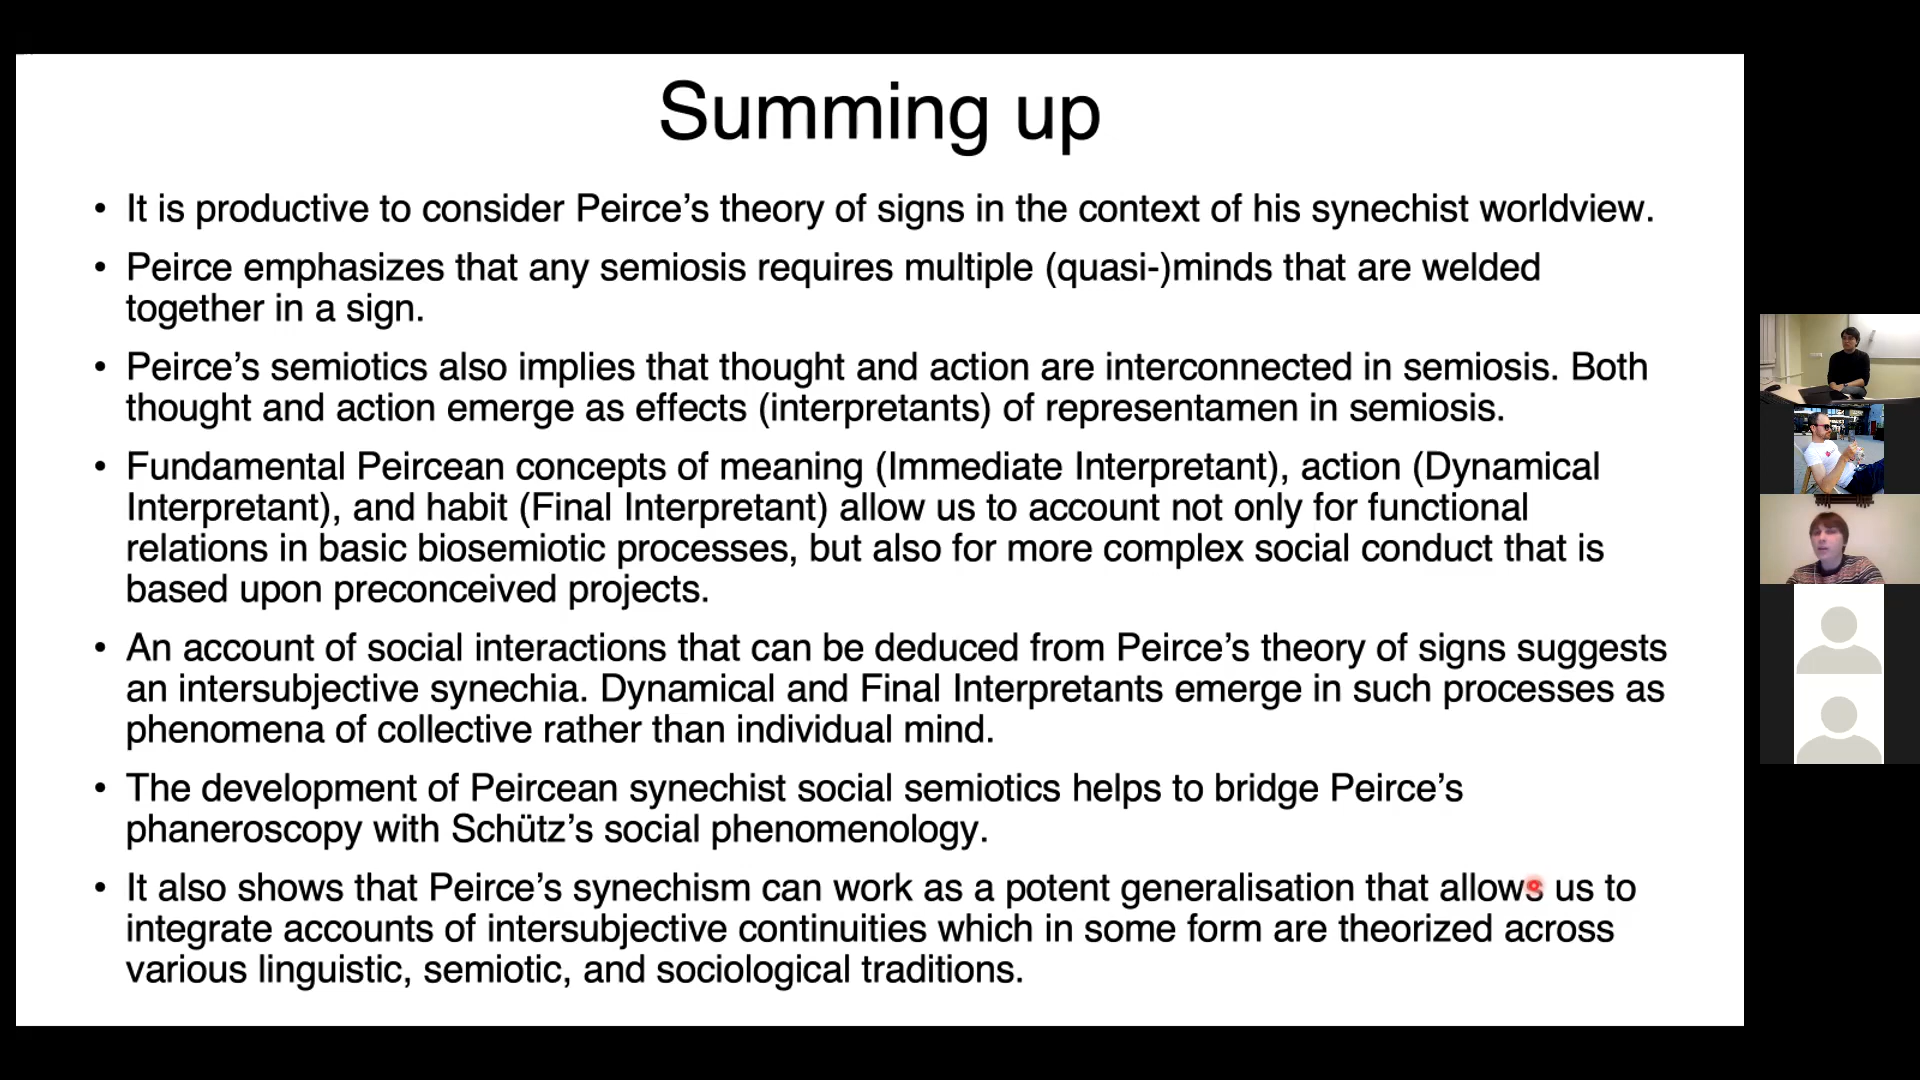 Summing up
• It is productive to consider Peirce’s theory of signs in the context of his synechist worldview.
• Peirce emphasizes that any semiosis requires multiple (quasi-)minds that are welded
together in a sign.
• Peirce’s semiotics also implies that thought and action are interconnected in semiosis. Both
thought and action emerge as effects (interpretants) of representamen in semiosis.
• Fundamental Peircean concepts of meaning (Immediate Interpretant), action (Dynamical
Interpretant), and habit (Final Interpretant) allow us to account not only for functional
relations in basic biosemiotic processes, but also for more complex social conduct that is
based upon preconceived projects.
• An account of social interactions that can be deduced from Peirce’s theory of signs suggests
an intersubjective synechia. Dynamical and Final Interpretants emerge in such processes as
phenomena of collective rather than individual mind.
• The development of Peircean synechist social semiotics helps to bridge Peirce’s
phaneroscopy with Schütz’s social phenomenology.
• It also shows that Peirce’s synechism can work as a potent generalisation that allows us to
integrate accounts of intersubjective continuities which in some form are theorized across
various linguistic, semiotic, and sociological traditions.